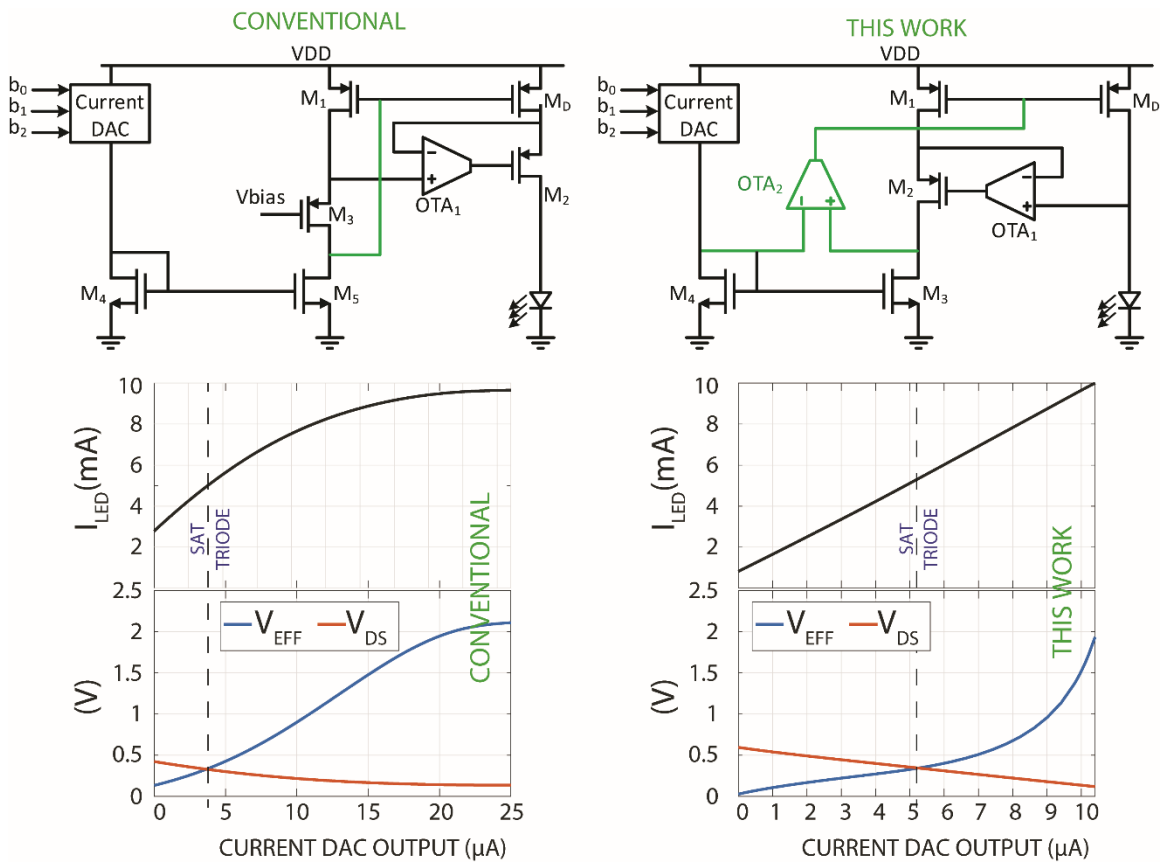 CONVENTIONAL
VDD
b0
b1
b2
Current
DAC
M1
MD
Vbias
M3
OTA1
M2
M4
M5
THIS WORK
VDD
b0
b1
b2
Current
DAC
M1
MD
OTA2
M2
OTA1
M4
M3
ILED(mA)
10
8
6
4
2
SAT
TRIODE
CONVENTIONAL
(V)
2.5
2
1.5
1
0.5
0
VEFF VDS
0 5 10 15 20 25
CURRENT DAC OUTPUT (µA)
ILED(mA)
10
8
6
4
2
SAT
TRIODE
THIS WORK
(V)
2.5
2
1.5
1
0.5
0
VEFF VDS
0 1 2 3 4 5 6 7 8 9 10
CURRENT DAC OUTPUT (µA)